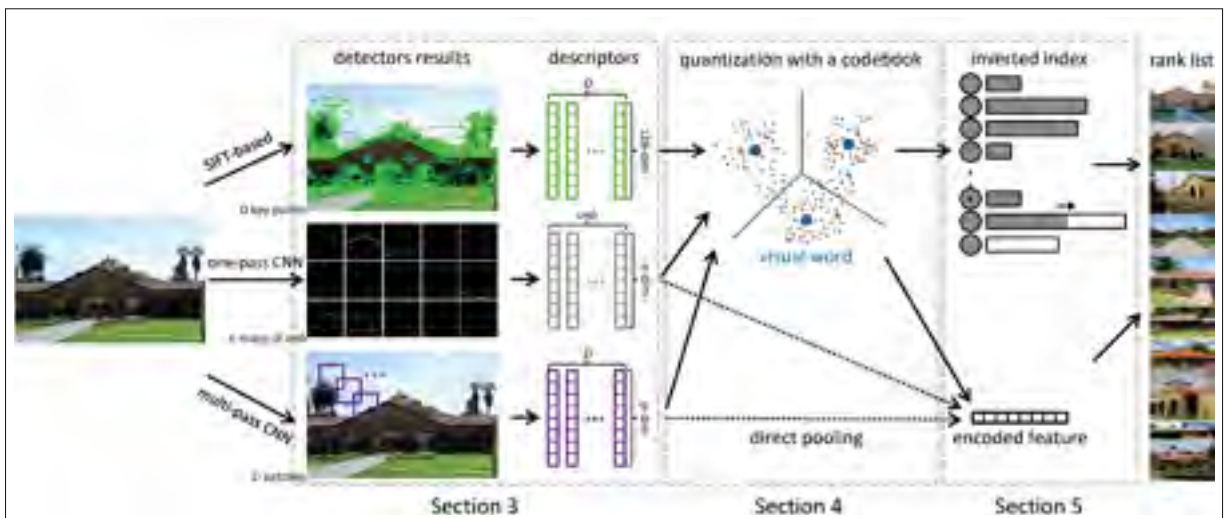 detectors results
descriptors
quantization with a codebook
inverted index
rank list
SIFT-based
D
one-pass CNN
visual word
multi-pass CNN
direct pooling
encoded feature
Section 3
Section 4
Section 5